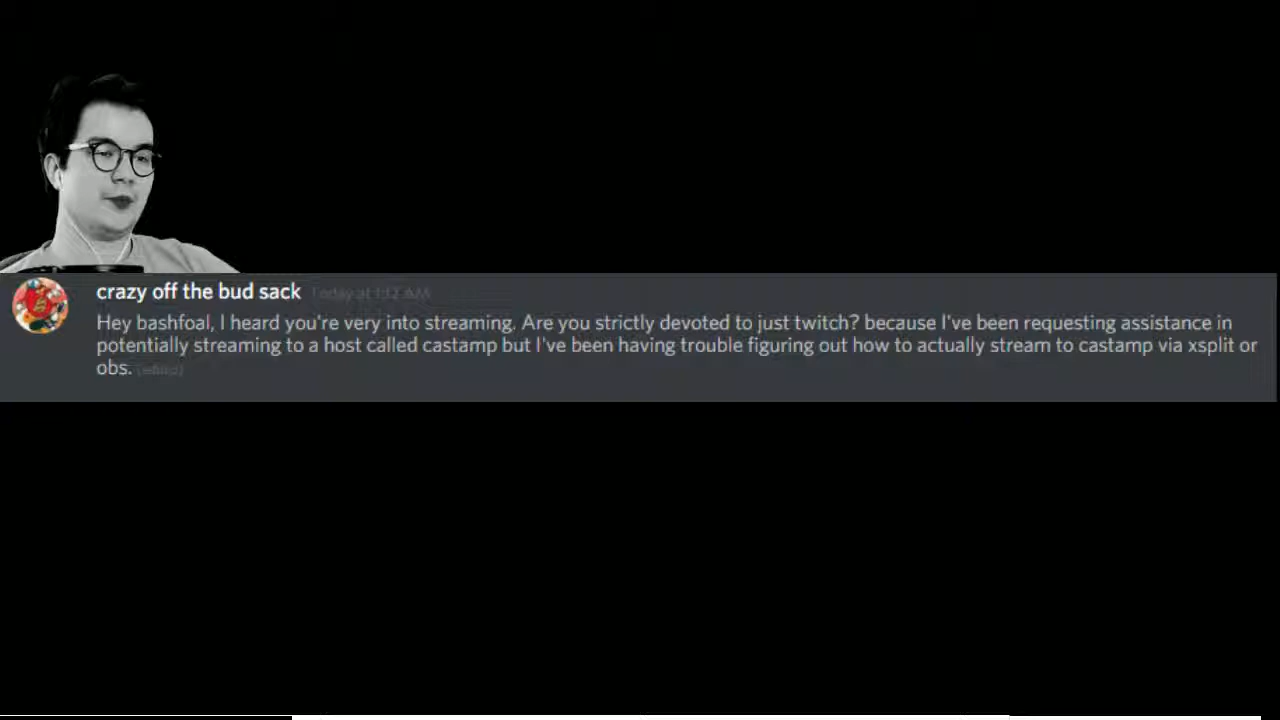 crazy off the bud sack Today at 1:12 AM
Hey bashfoal, I heard you're very into streaming. Are you strictly devoted to just twitch? because I've been requesting assistance in
potentially streaming to a host called castamp but I've been having trouble figuring out how to actually stream to castamp via xsplit or
obs. (edited)